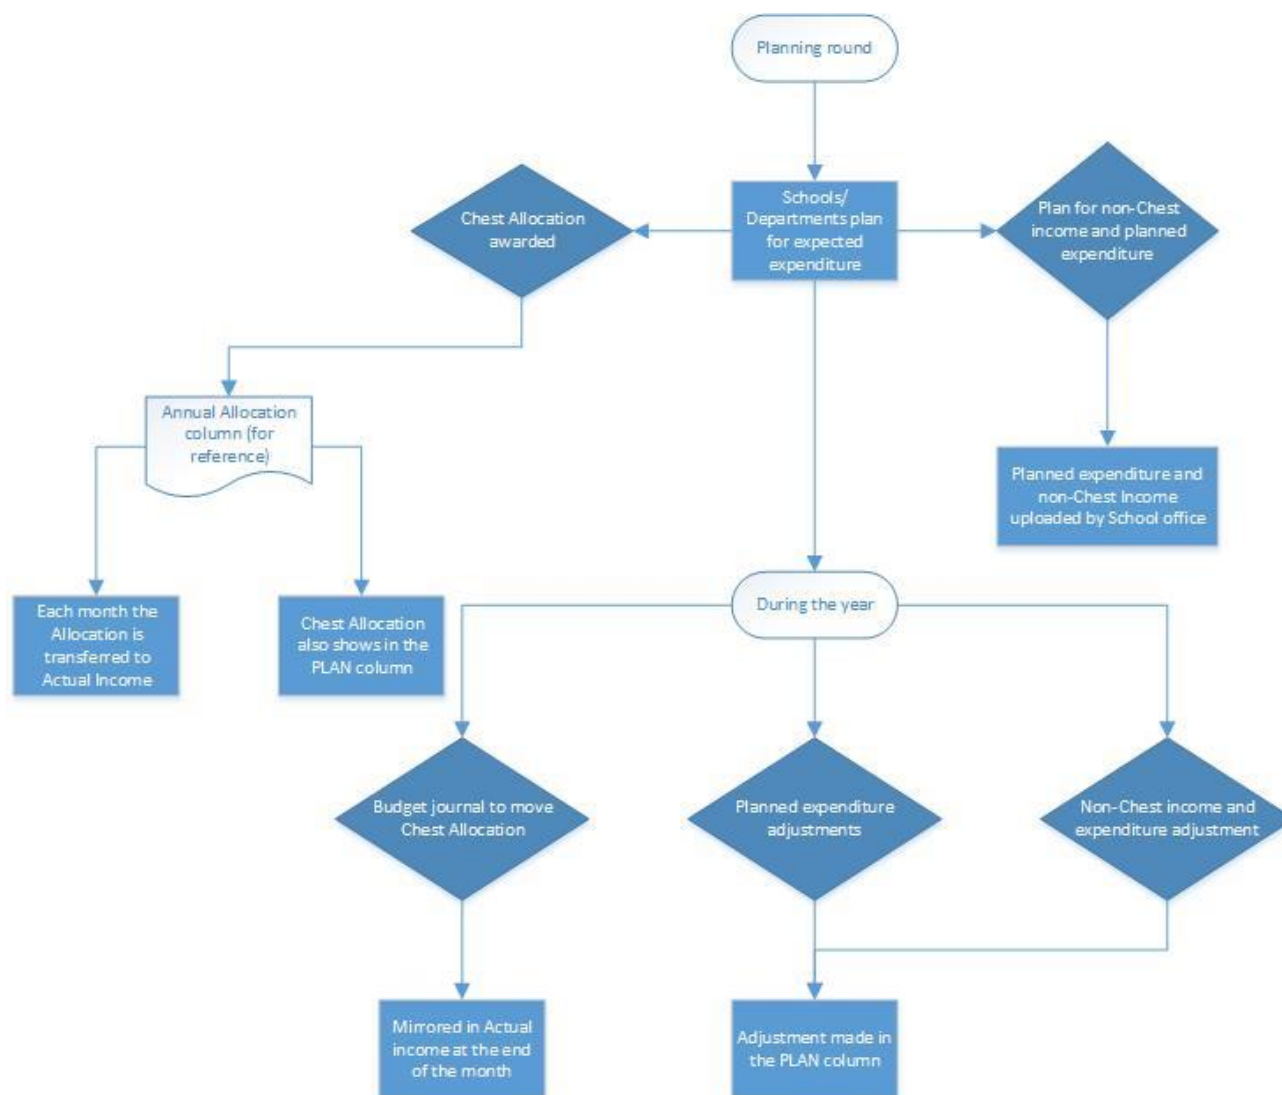 Planning round
Chest Allocation
awarded
Schools/
Departments plan
for expected
expenditure
Plan for non-Chest
income and planned
expenditure
Annual Allocation
column (for
reference)
Planned expenditure and
non-Chest Income
uploaded by School office
Each month the
Allocation is
transferred to
Actual Income
Chest Allocation
also shows in the
PLAN column
During the year
Budget journal to move
Chest Allocation
Planned expenditure
adjustments
Non-Chest income and
expenditure adjustment
Mirrored in Actual
income at the end
of the month
Adjustment made in
the PLAN column